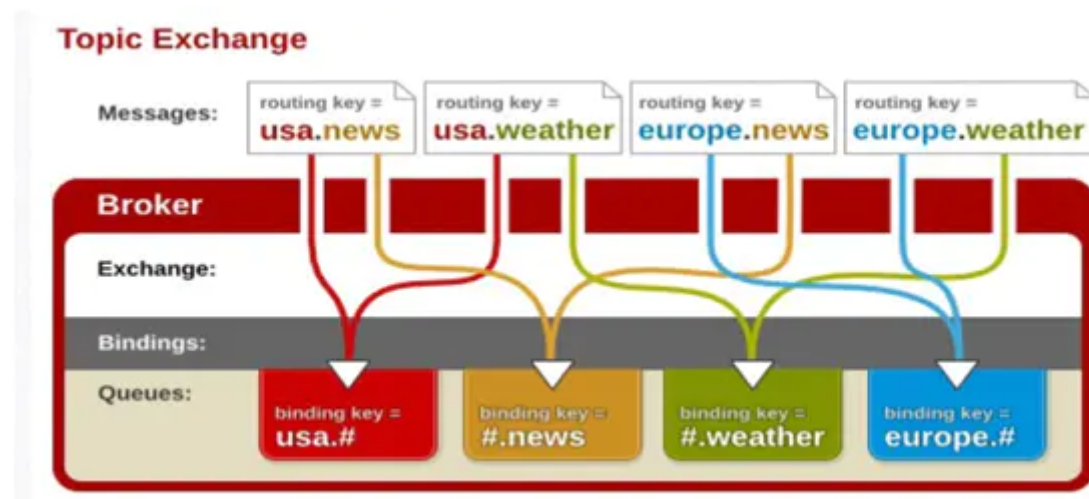 Topic Exchange
Messages:
routing key =
usa.news
routing key =
usa.weather
routing key =
europe.news
routing key =
europe.weather
Broker
Exchange:
Bindings:
Queues:
binding key =
usa.#
binding key =
#.news
binding key =
#.weather
binding key =
europe.#